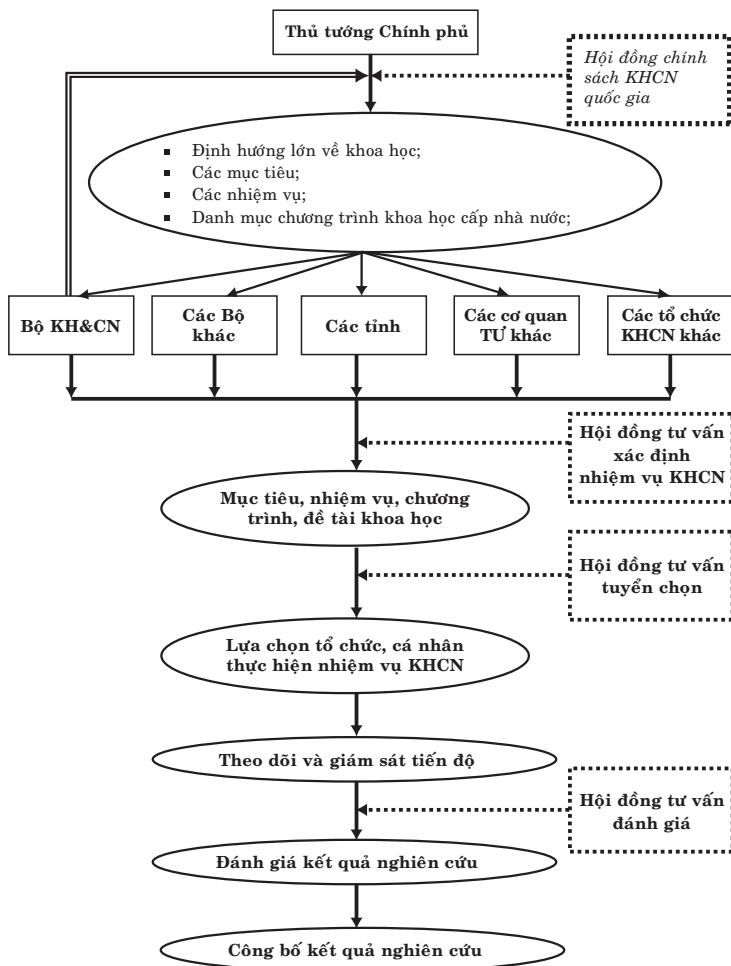 Thủ tướng Chính phủ
Hội đồng chính
sách KHCN
quốc gia
▪ Định hướng lớn về khoa học;
▪ Các mục tiêu;
▪ Các nhiệm vụ;
▪ Danh mục chương trình khoa học cấp nhà nước;
Bộ KH&CN
Các Bộ
khác
Các tỉnh
Các cơ quan
TƯ khác
Các tổ chức
KHCN khác
Hội đồng tư vấn
xác định
nhiệm vụ KHCN
Mục tiêu, nhiệm vụ, chương
trình, đề tài khoa học
Hội đồng tư vấn
tuyển chọn
Lựa chọn tổ chức, cá nhân
thực hiện nhiệm vụ KHCN
Theo dõi và giám sát tiến độ
Hội đồng tư vấn
đánh giá
Đánh giá kết quả nghiên cứu
Công bố kết quả nghiên cứu